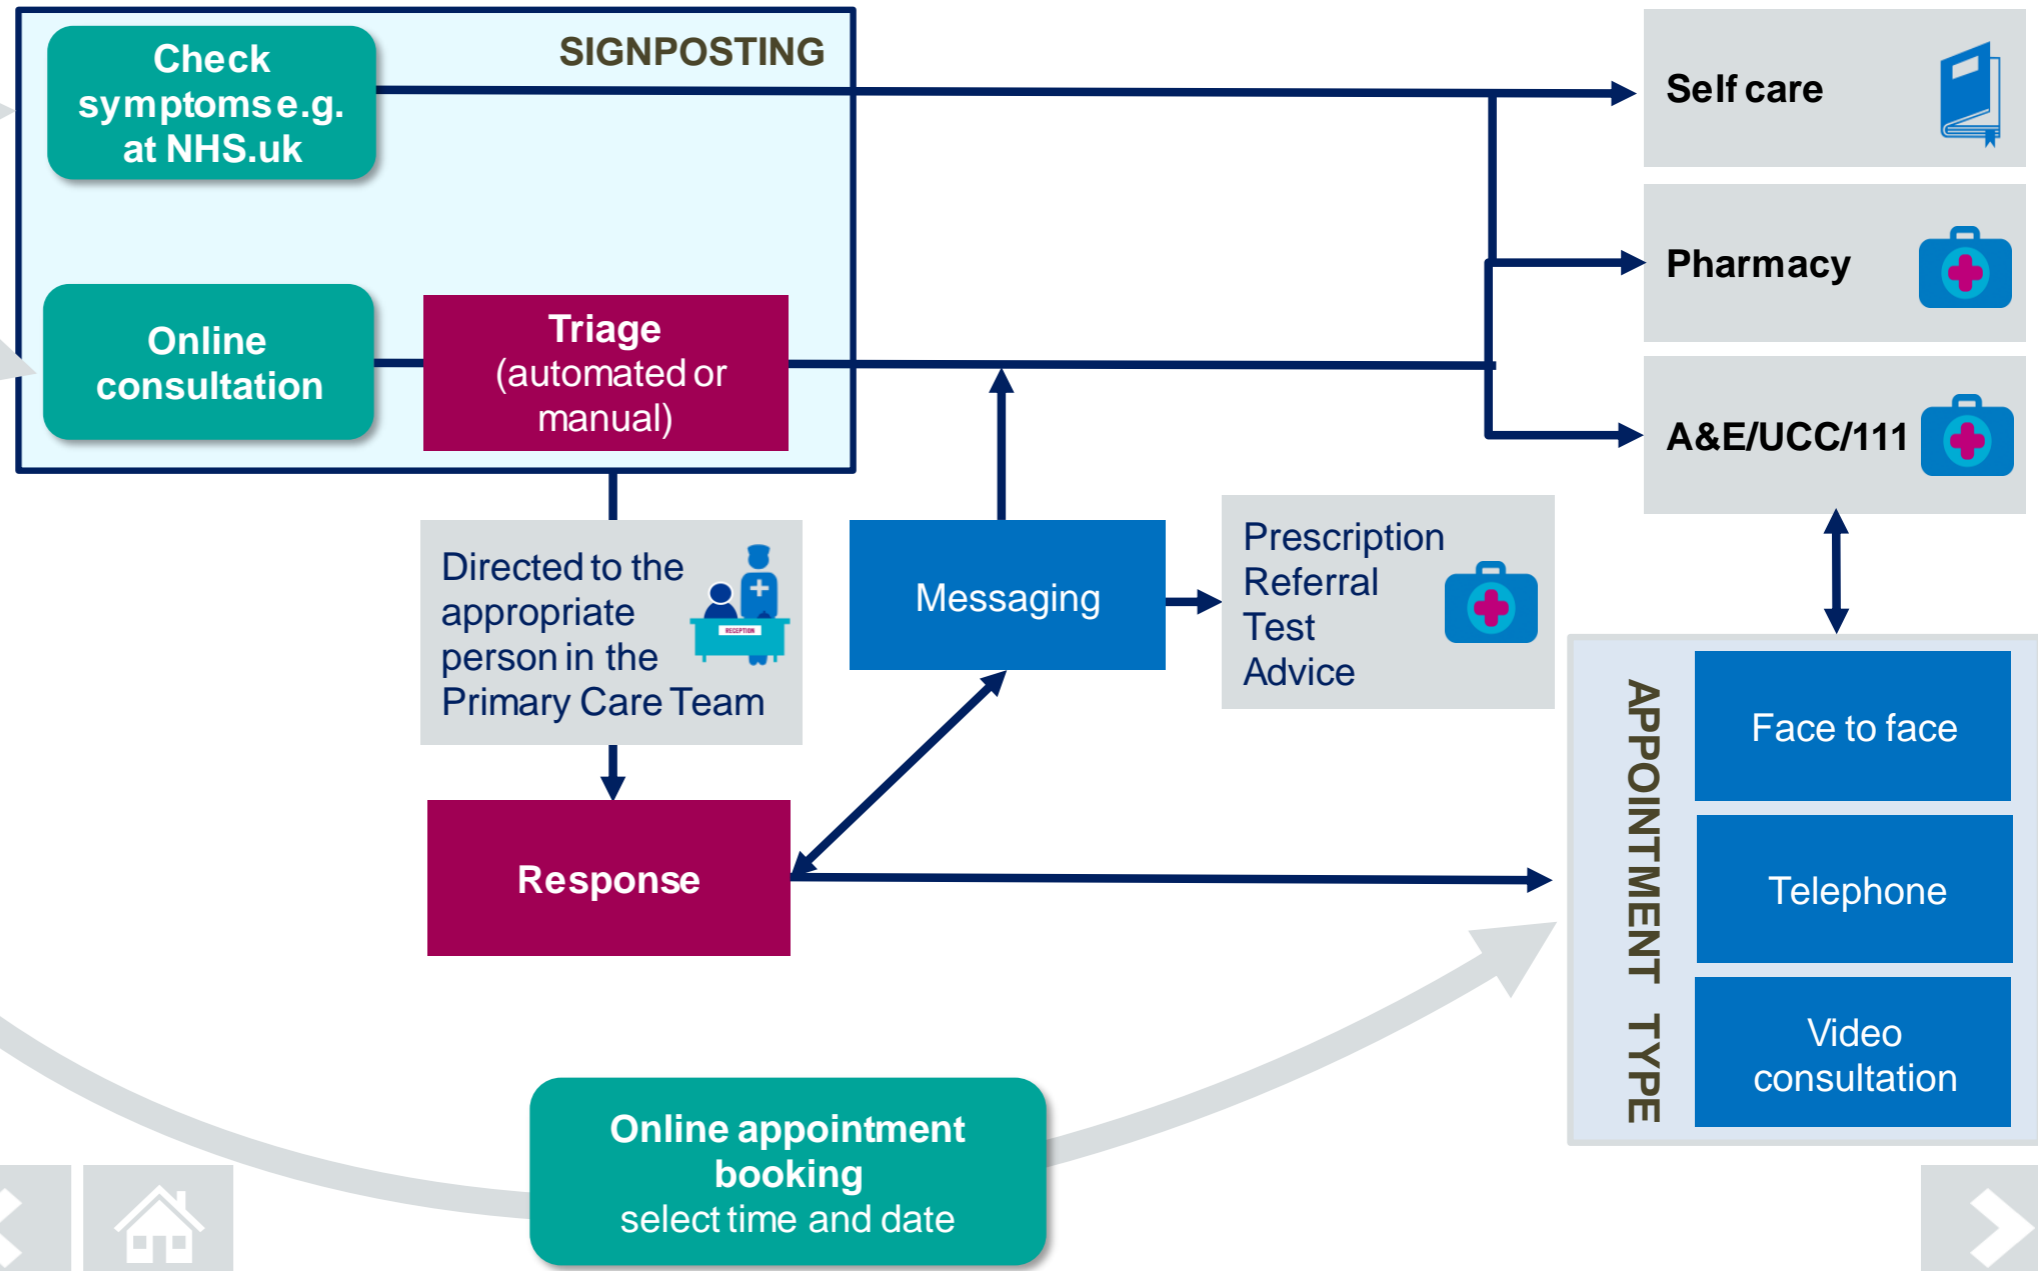 SIGNPOSTING
Check
symptoms e.g.
at NHS.uk
Online
consultation
Triage
(automated or
manual)
Self care
Pharmacy
A&E/UCC/111
Directed to the
appropriate
person in the
Primary Care Team
RECEPTION
Messaging
Prescription
Referral
Test
Advice
Response
APPOINTMENT TYPE
Face to face
Telephone
Video
consultation
Online appointment
booking
select time and date